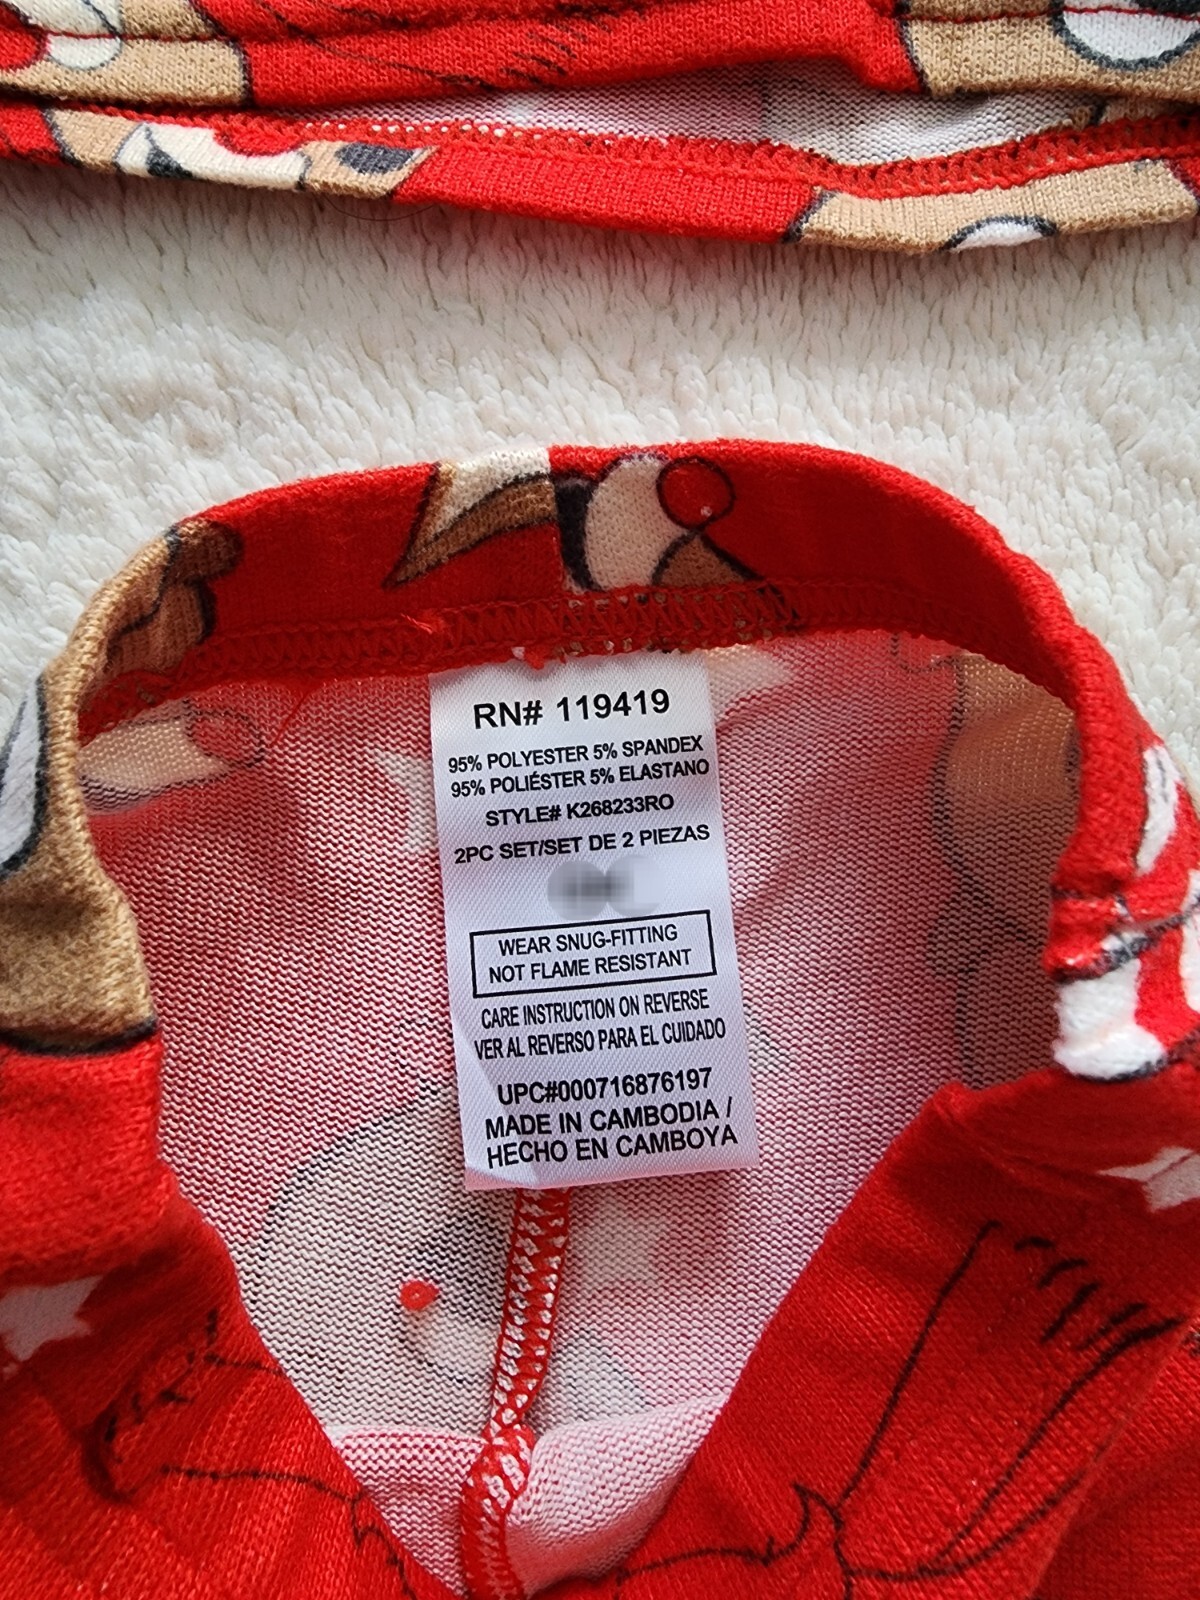 RN# 119419
95% POLYESTER 5% SPANDEX
95% POLIÉSTER 5% ELASTANO
STYLE# K268233RO
2PC SET/SET DE 2 PIEZAS
WEAR SNUG-FITTING
NOT FLAME RESISTANT
CARE INSTRUCTION ON REVERSE
VER AL REVERSO PARA EL CUIDADO
UPC#000716876197
MADE IN CAMBODIA /
HECHO EN CAMBOYA